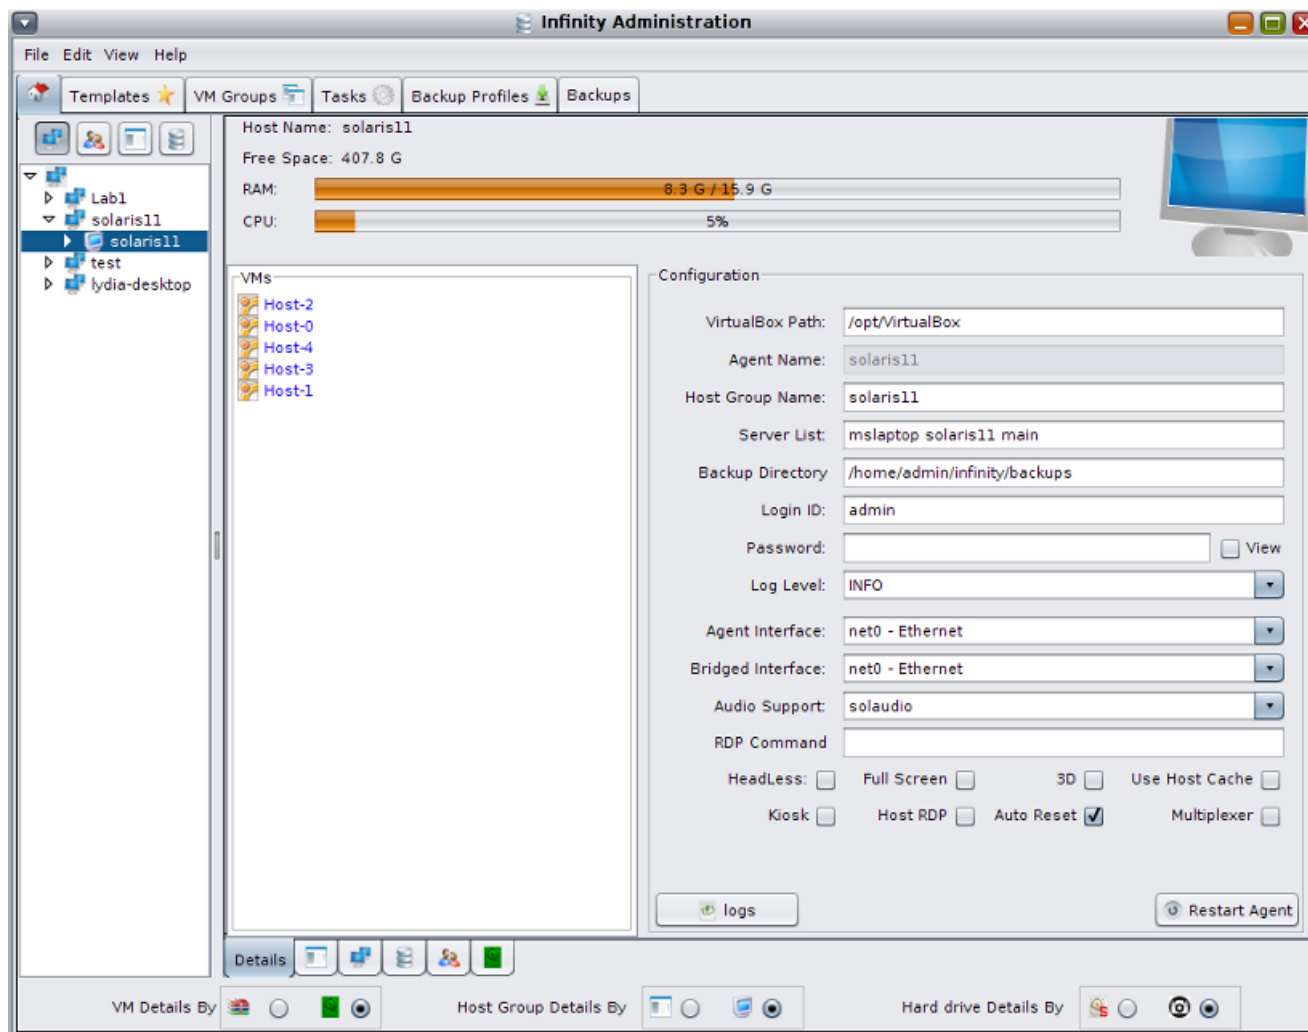 Infinity Administration
File Edit View Help
Templates VM Groups Tasks Backup Profiles Backups
Host Name: solaris11
Free Space: 407.8 G
RAM: 8.3 G / 15.9 G
CPU: 5%
Lab1
solaris11
solaris11
test
lydia-desktop
VMs
Host-2
Host-0
Host-4
Host-3
Host-1
Configuration
VirtualBox Path: /opt/VirtualBox
Agent Name: solaris11
Host Group Name: solaris11
Server List: mslaptop solaris11 main
Backup Directory /home/admin/infinity/backups
Login ID: admin
Password: View
Log Level: INFO
Agent Interface: net0 - Ethernet
Bridged Interface: net0 - Ethernet
Audio Support: solaudio
RDP Command
HeadLess: Full Screen 3D Use Host Cache
Kiosk Host RDP Auto Reset Multiplexer
logs Restart Agent
Details
VM Details By Host Group Details By Hard drive Details By